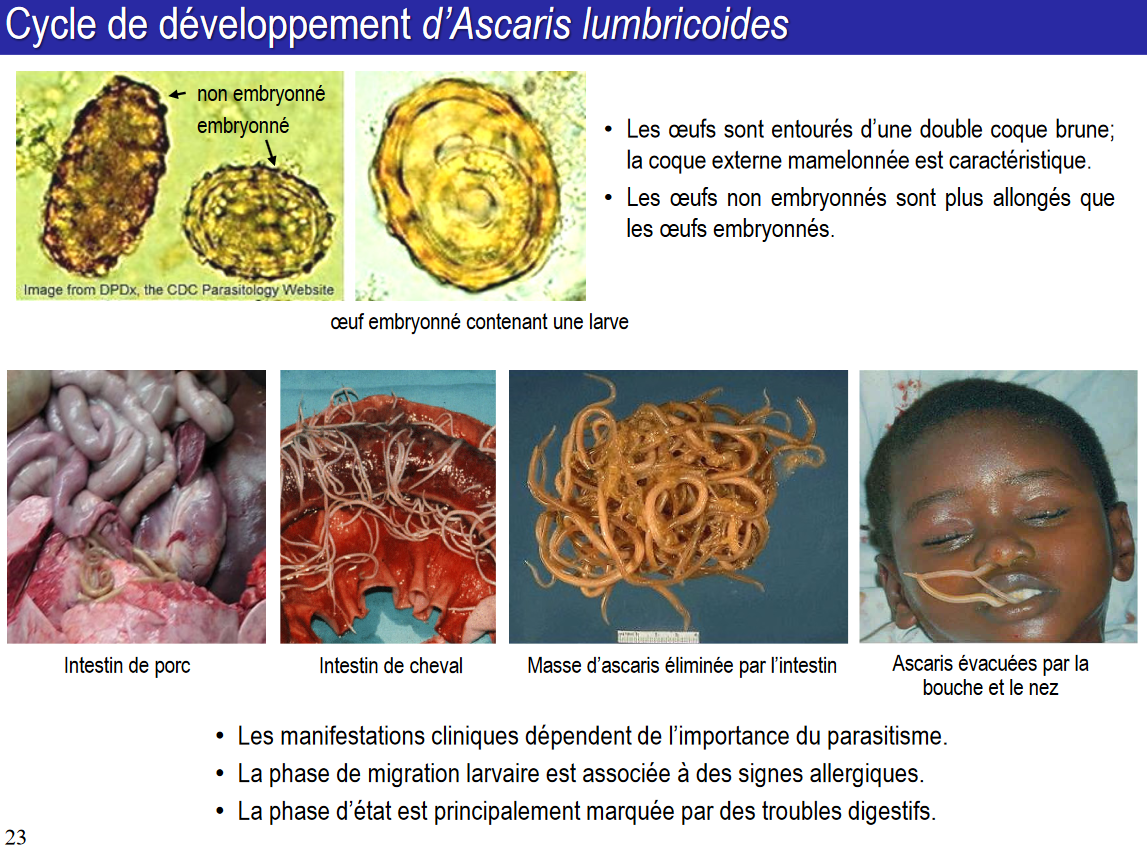 Cycle de développement d'Ascaris lumbricoides
non embryonné
embryonné
Image from DPDx, the CDC Parasitology Website
œuf embryonné contenant une larve
• Les œufs sont entourés d'une double coque brune;
la coque externe mamelonnée est caractéristique.
• Les œufs non embryonnés sont plus allongés que
les œufs embryonnés.
Intestin de porc
Intestin de cheval
Masse d'ascaris éliminée par l'intestin
Ascaris évacuées par la
bouche et le nez
• Les manifestations cliniques dépendent de l'importance du parasitisme.
• La phase de migration larvaire est associée à des signes allergiques.
• La phase d'état est principalement marquée par des troubles digestifs.
23